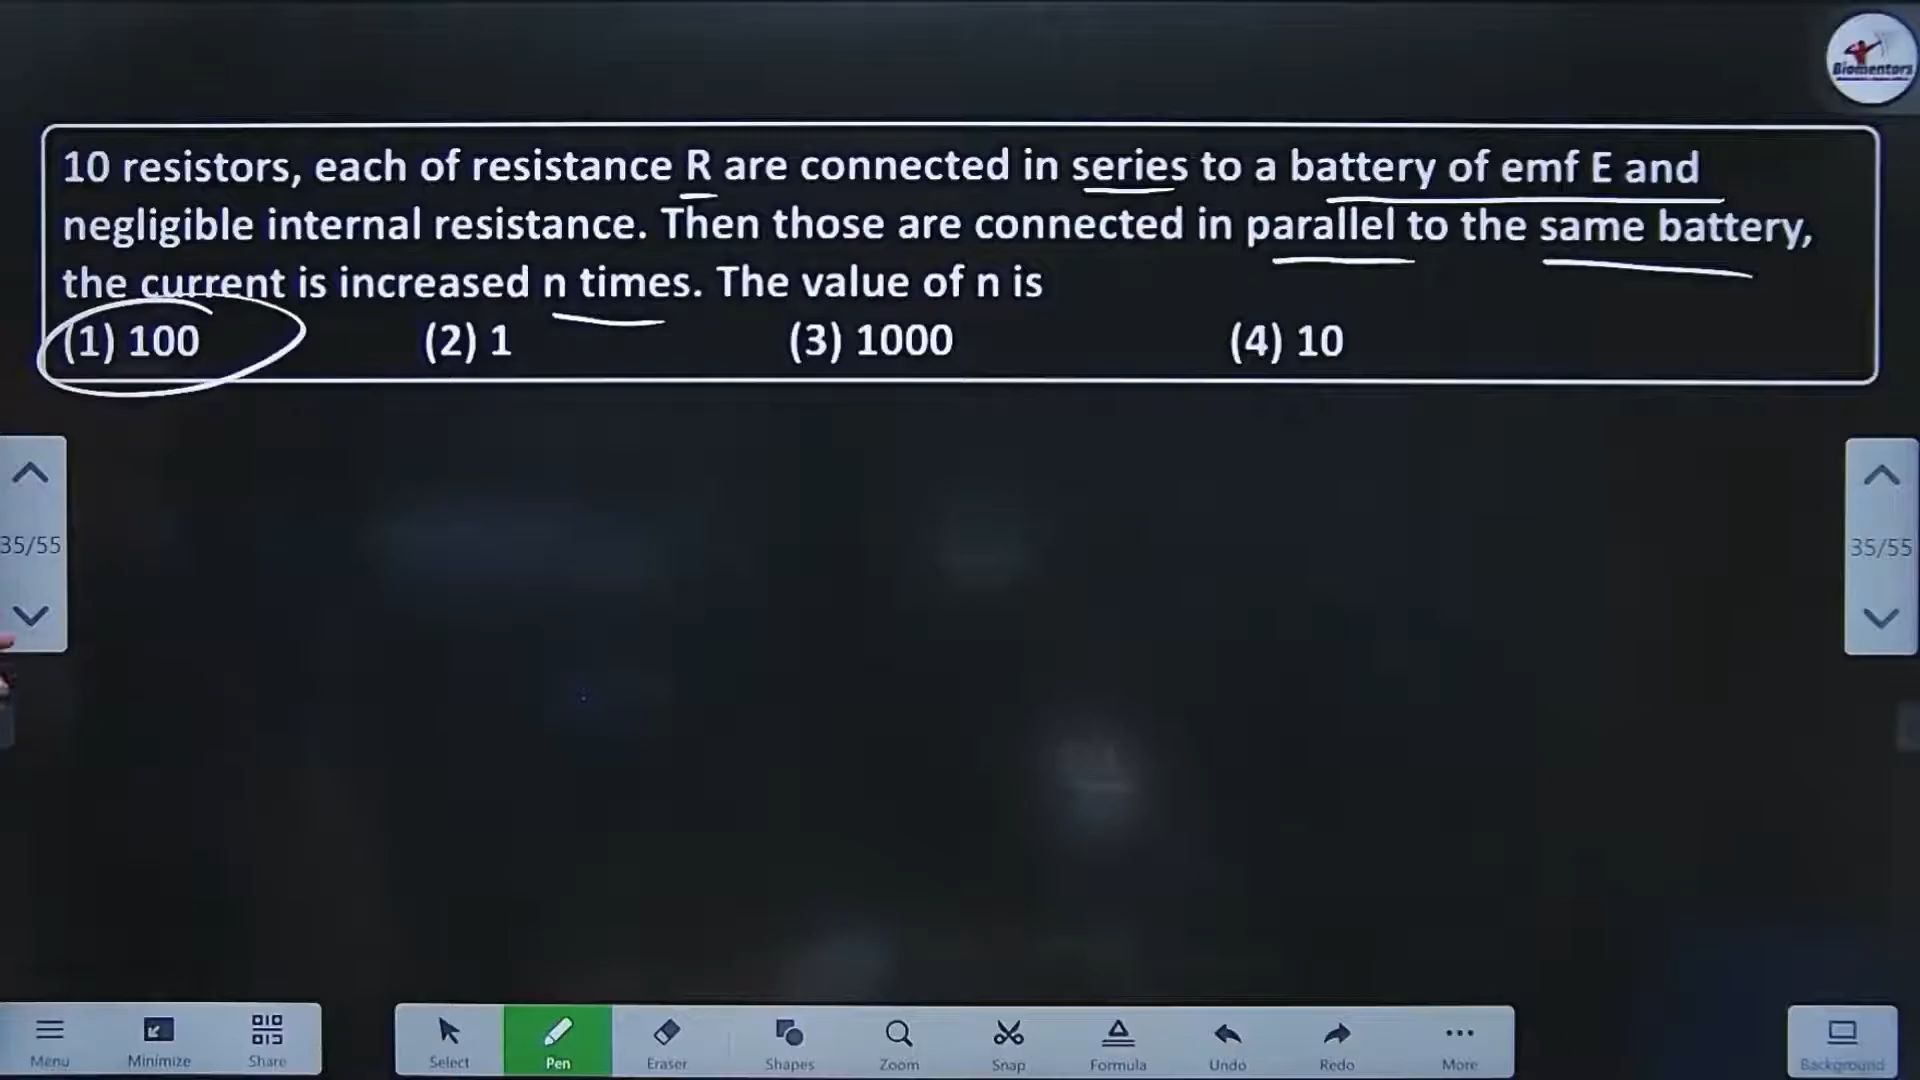 Biomentors
10 resistors, each of resistance R are connected in series to a battery of emf E and
negligible internal resistance. Then those are connected in parallel to the same battery,
the current is increased n times. The value of n is
(1) 100 (2) 1 (3) 1000 (4) 10
35/55 35/55
Menu Minimize Share Select Pen Eraser Shapes Zoom Snap Formula Undo Redo More Background